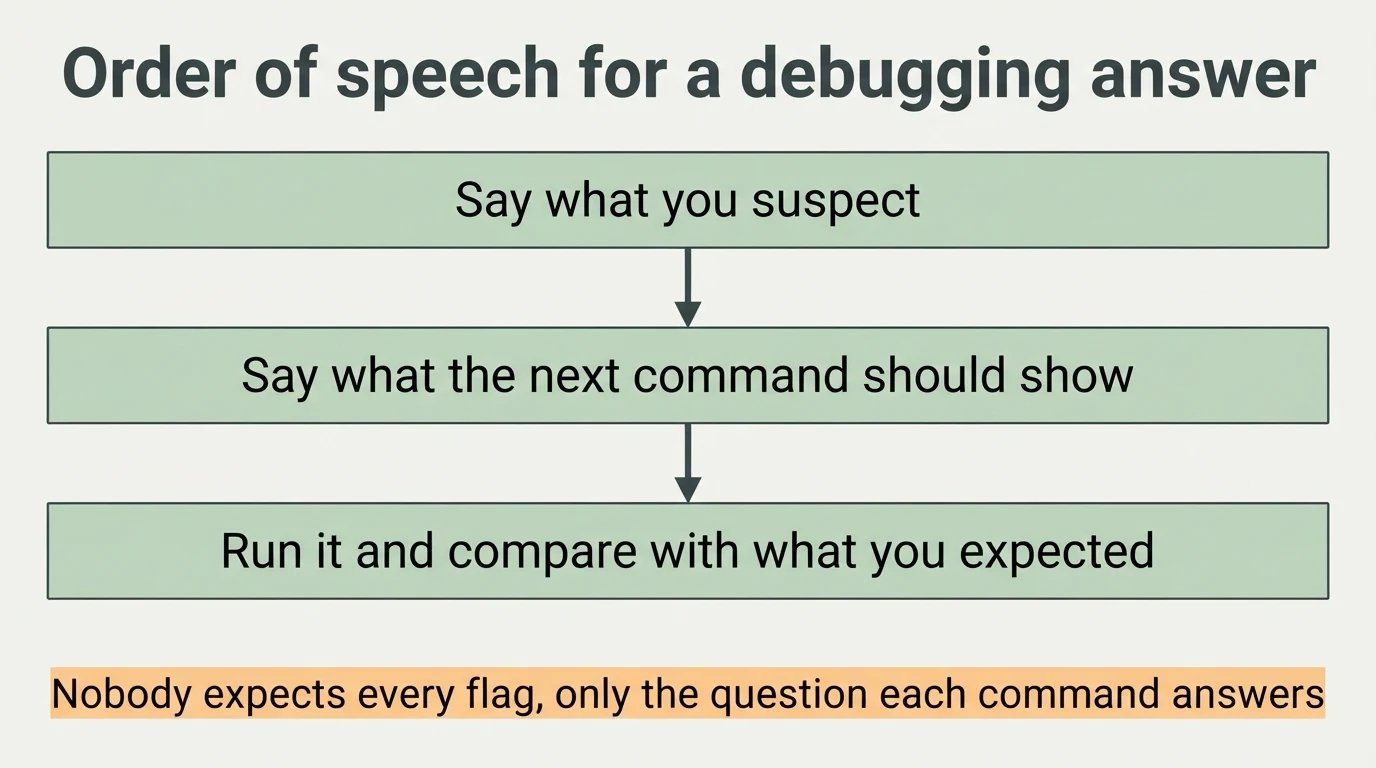 Order of speech for a debugging answer
Say what you suspect
Say what the next command should show
Run it and compare with what you expected
Nobody expects every flag, only the question each command answers